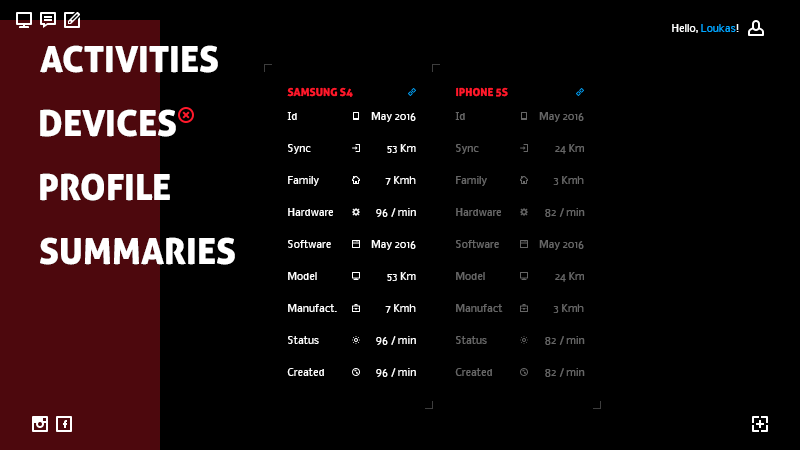 Hello, Loukas!
ACTIVITIES
DEVICES
PROFILE
SUMMARIES
SAMSUNG S4
Id May 2016
Sync 53 Km
Family 7 Kmh
Hardware 96 / min
Software May 2016
Model 53 Km
Manufact. 7 Kmh
Status 96 / min
Created 96 / min
IPHONE 5S
Id May 2016
Sync 24 Km
Family 3 Kmh
Hardware 82 / min
Software May 2016
Model 24 Km
Manufact 3 Kmh
Status 82 / min
Created 82 / min